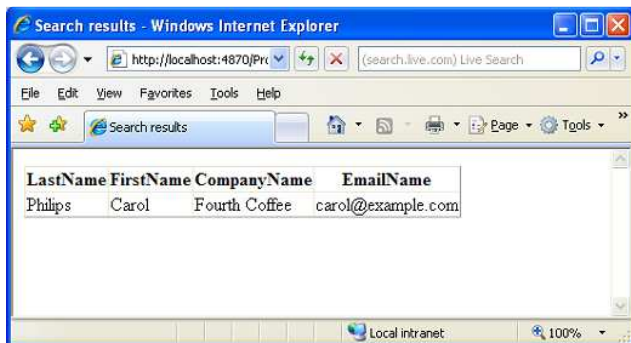 Search results - Windows Internet Explorer
http://localhost:4870/Pro
(search.live.com) Live Search
File Edit View Favorites Tools Help
Search results
Page Tools »
LastName FirstName CompanyName EmailName
Philips Carol Fourth Coffee carol@example.com
Local intranet 100%